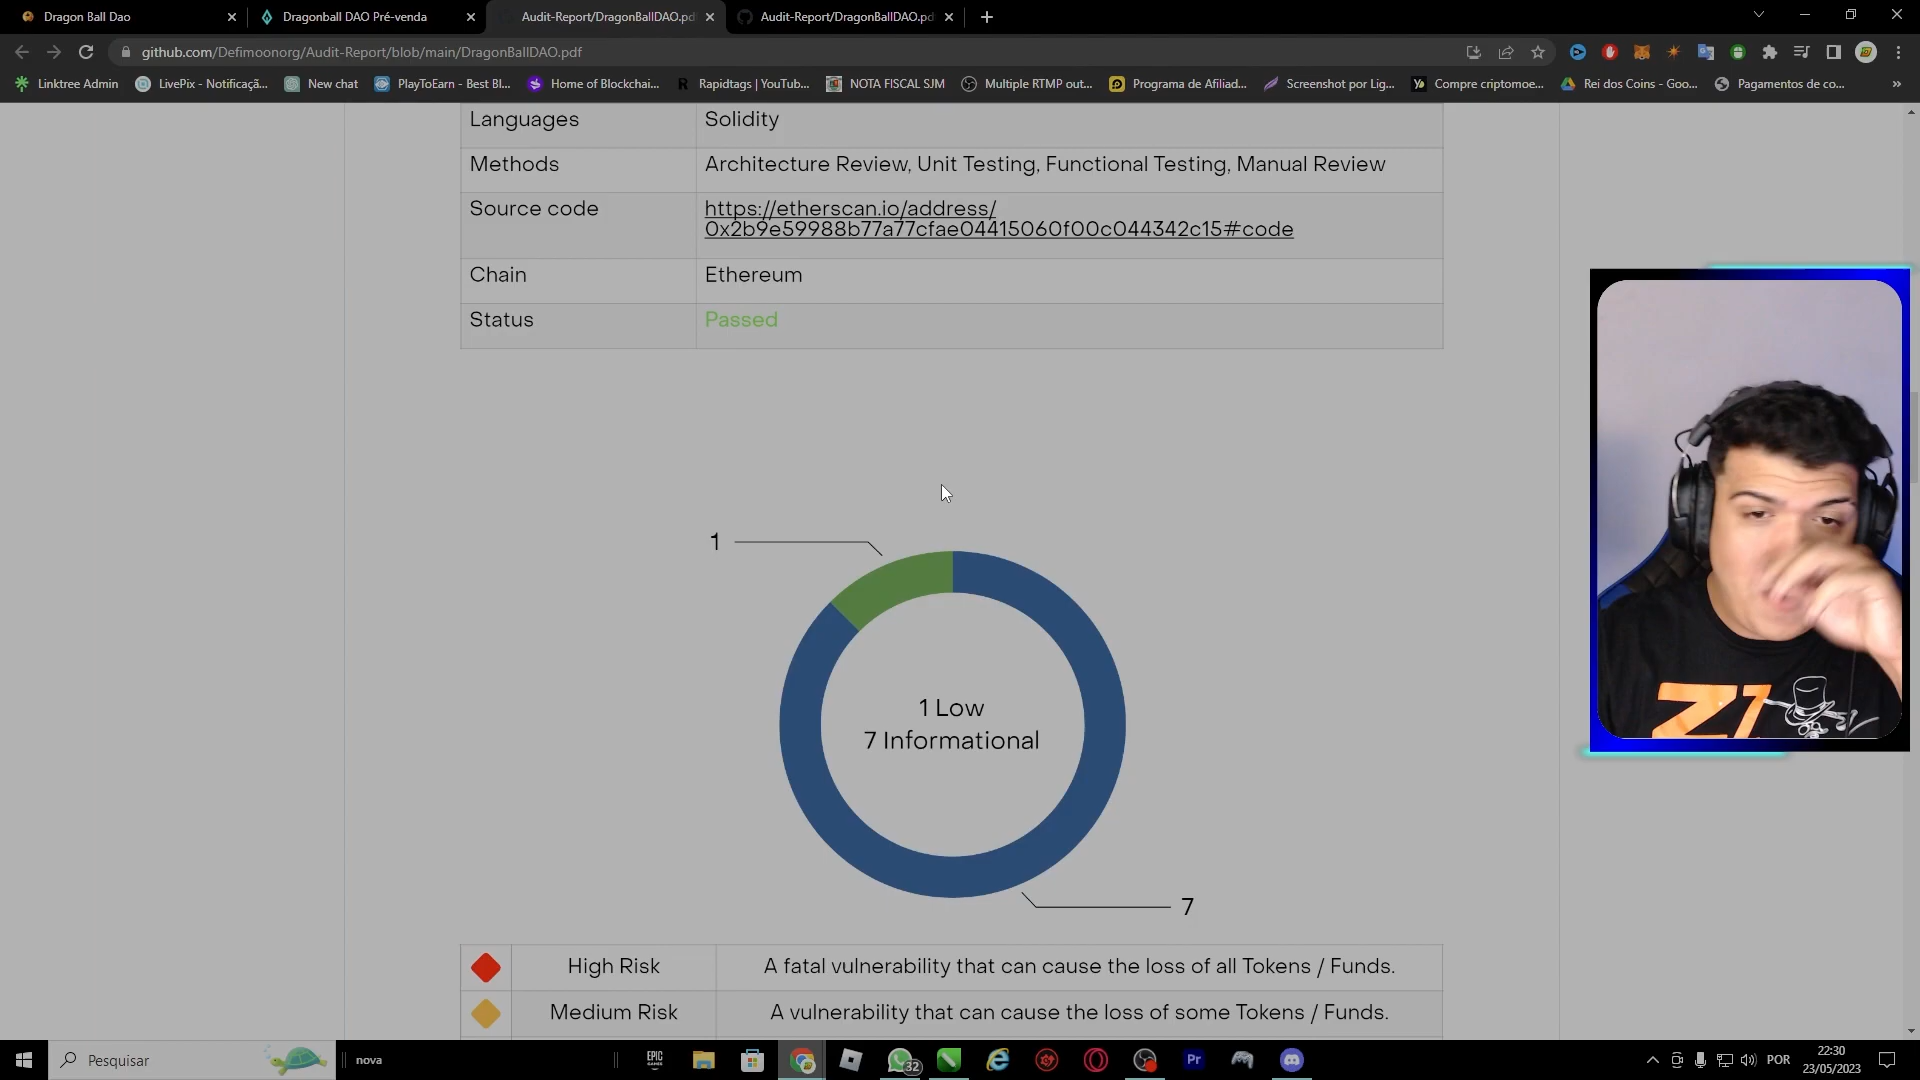 Dragon Ball Dao
Dragonball DAO Pré-venda
Audit-Report/DragonBallDAO.pd
Audit-Report/DragonBallDAO.pd
github.com/Defimoonorg/Audit-Report/blob/main/DragonBallDAO.pdf
Linktree Admin
LivePix - Notificaçã...
New chat
PlayToEarn - Best Bl...
Home of Blockchai...
Rapidtags | YouTub...
NOTA FISCAL SJM
Multiple RTMP out...
Programa de Afiliad...
Screenshot por Lig...
Compre criptomoe...
Rei dos Coins - Goo...
Pagamentos de co...
Languages Solidity
Methods Architecture Review, Unit Testing, Functional Testing, Manual Review
Source code https://etherscan.io/address/
0x2b9e59988b77a77cfae04415060f00c044342c15#code
Chain Ethereum
Status Passed
1
1 Low
7 Informational
7
High Risk A fatal vulnerability that can cause the loss of all Tokens / Funds.
Medium Risk A vulnerability that can cause the loss of some Tokens / Funds.
Pesquisar
nova
EPIC GAMES
32
Pr
POR
22:30
23/05/2023